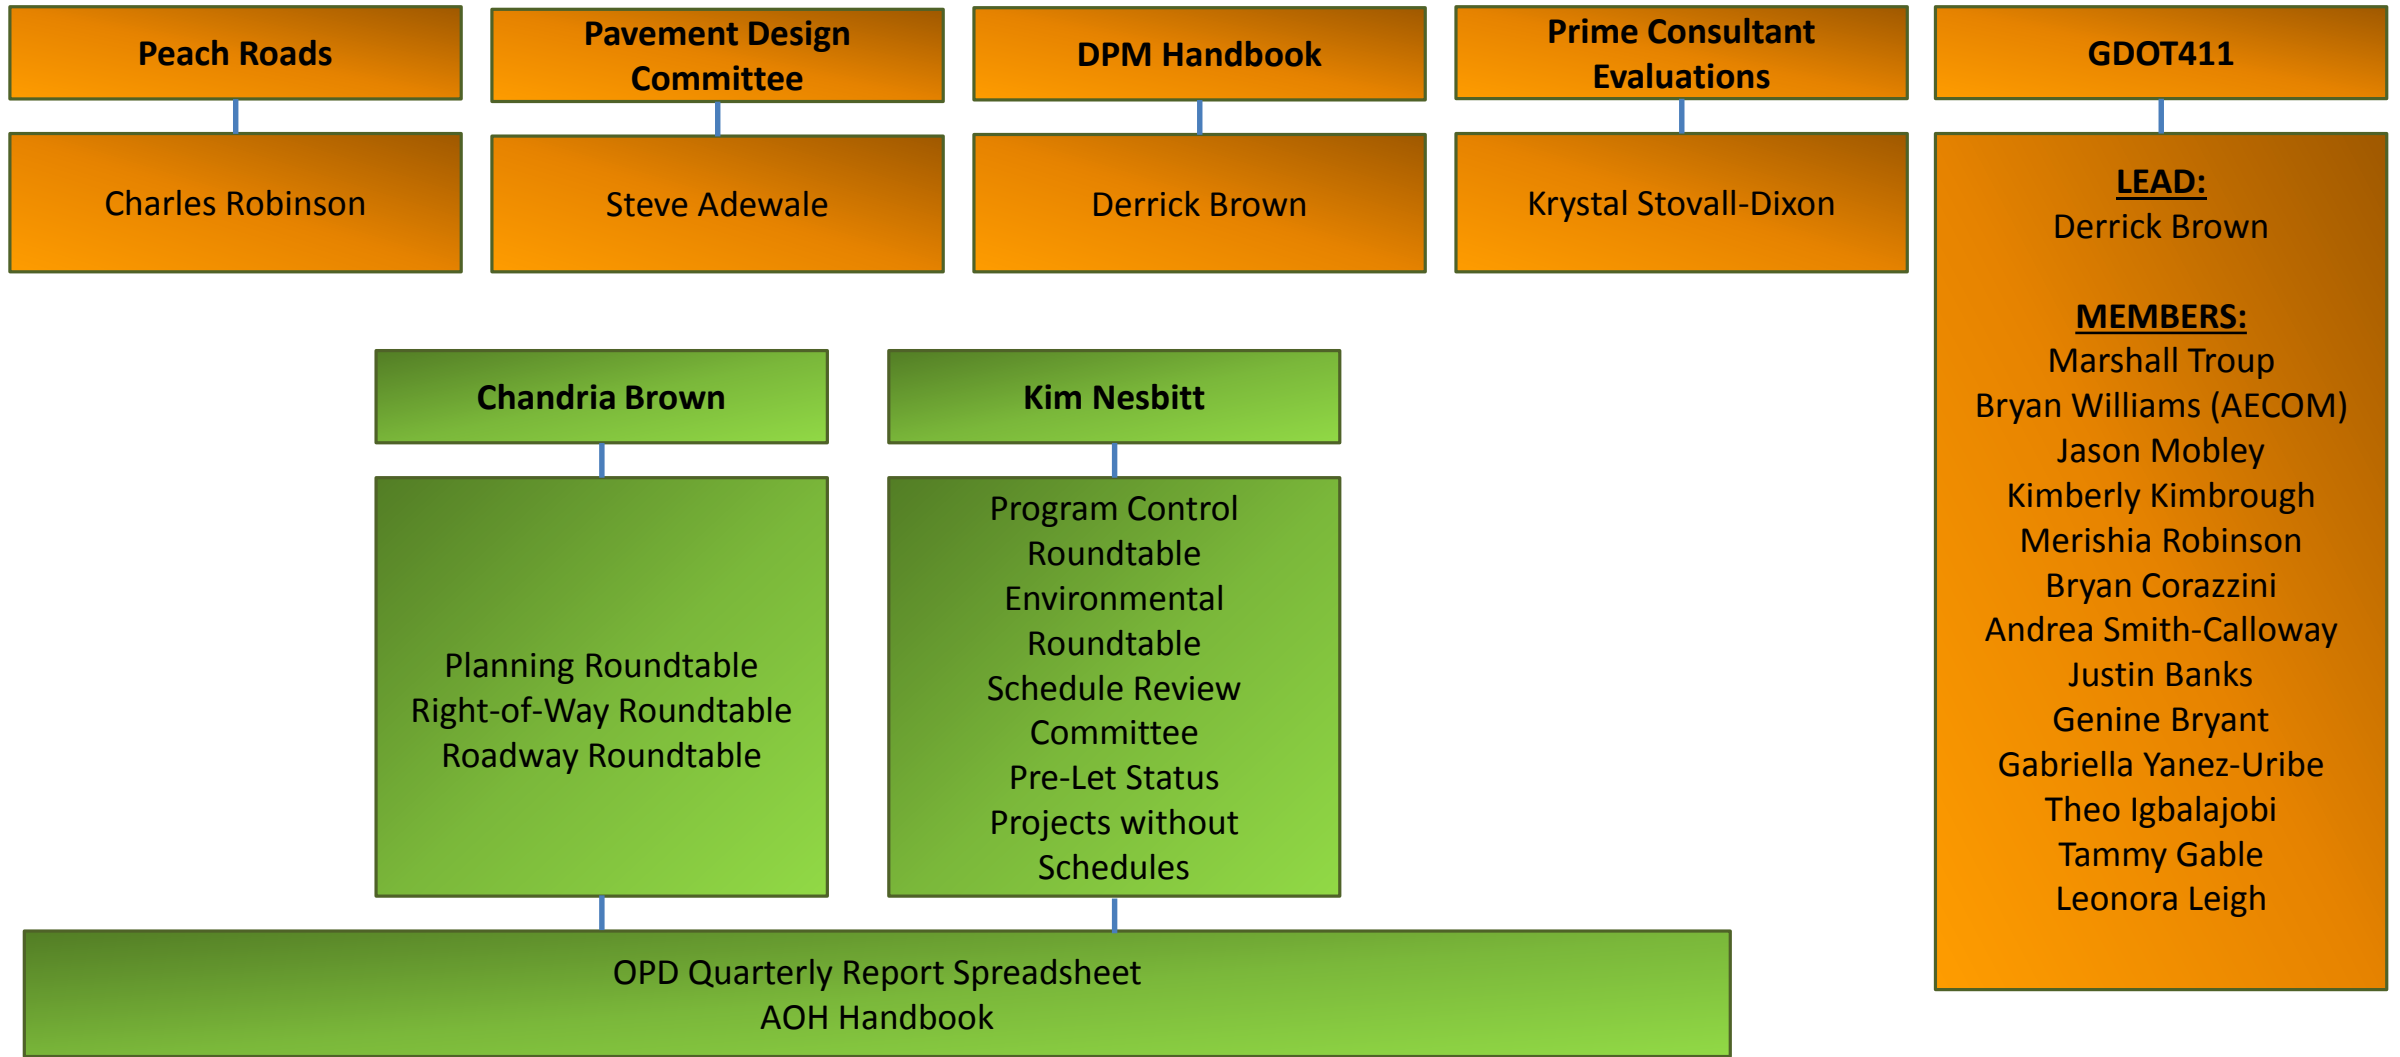 Peach Roads
Charles Robinson
Pavement Design
Committee
Steve Adewale
DPM Handbook
Derrick Brown
Prime Consultant
Evaluations
Krystal Stovall-Dixon
GDOT411
LEAD:
Derrick Brown
MEMBERS:
Marshall Troup
Bryan Williams (AECOM)
Jason Mobley
Kimberly Kimbrough
Merishia Robinson
Bryan Corazzini
Andrea Smith-Calloway
Justin Banks
Genine Bryant
Gabriella Yanez-Uribe
Theo Igbalajobi
Tammy Gable
Leonora Leigh
Chandria Brown
Planning Roundtable
Right-of-Way Roundtable
Roadway Roundtable
Kim Nesbitt
Program Control
Roundtable
Environmental
Roundtable
Schedule Review
Committee
Pre-Let Status
Projects without
Schedules
OPD Quarterly Report Spreadsheet
AOH Handbook